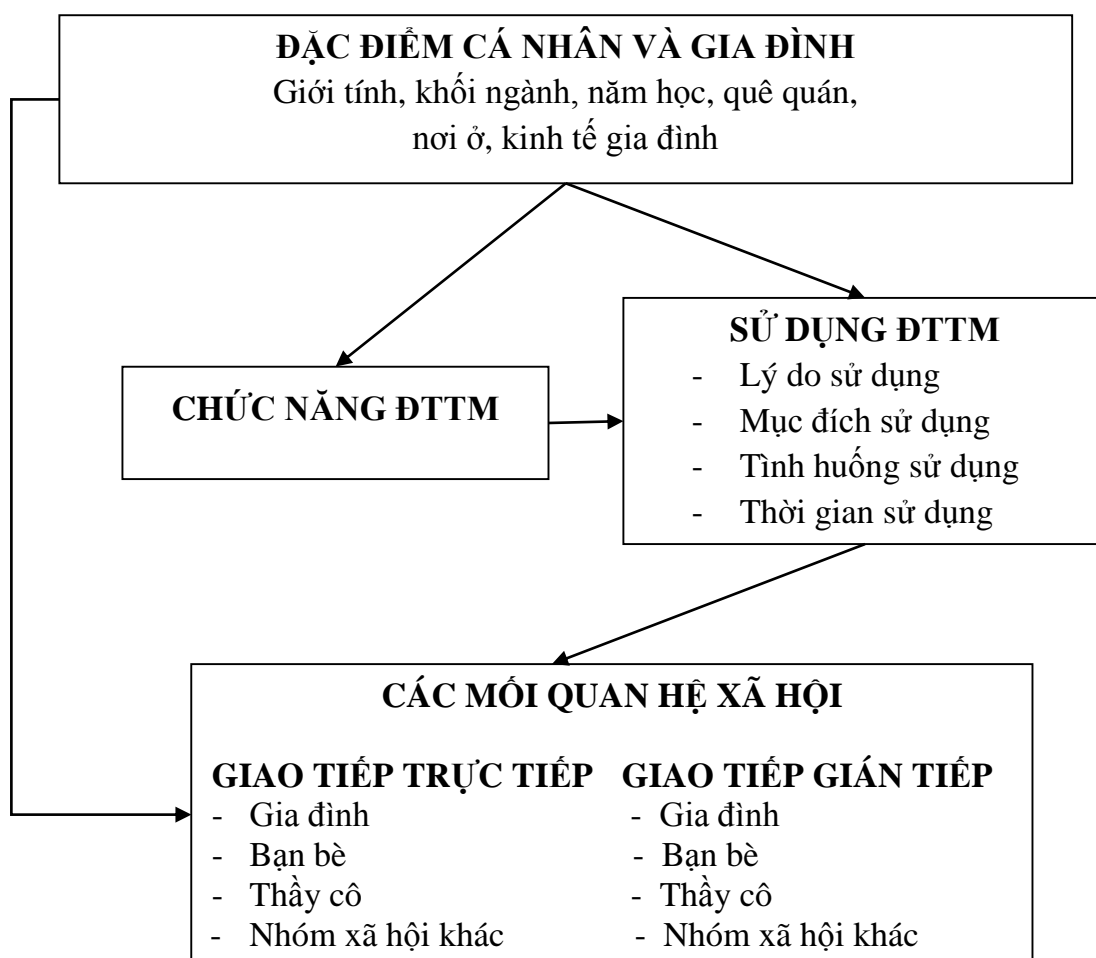 ĐẶC ĐIỂM CÁ NHÂN VÀ GIA ĐÌNH
Giới tính, khối ngành, năm học, quê quán,
nơi ở, kinh tế gia đình
CHỨC NĂNG ĐTTM
SỬ DỤNG ĐTTM
- Lý do sử dụng
- Mục đích sử dụng
- Tình huống sử dụng
- Thời gian sử dụng
CÁC MỐI QUAN HỆ XÃ HỘI
GIAO TIẾP TRỰC TIẾP
- Gia đình
- Bạn bè
- Thầy cô
- Nhóm xã hội khác
GIAO TIẾP GIÁN TIẾP
- Gia đình
- Bạn bè
- Thầy cô
- Nhóm xã hội khác